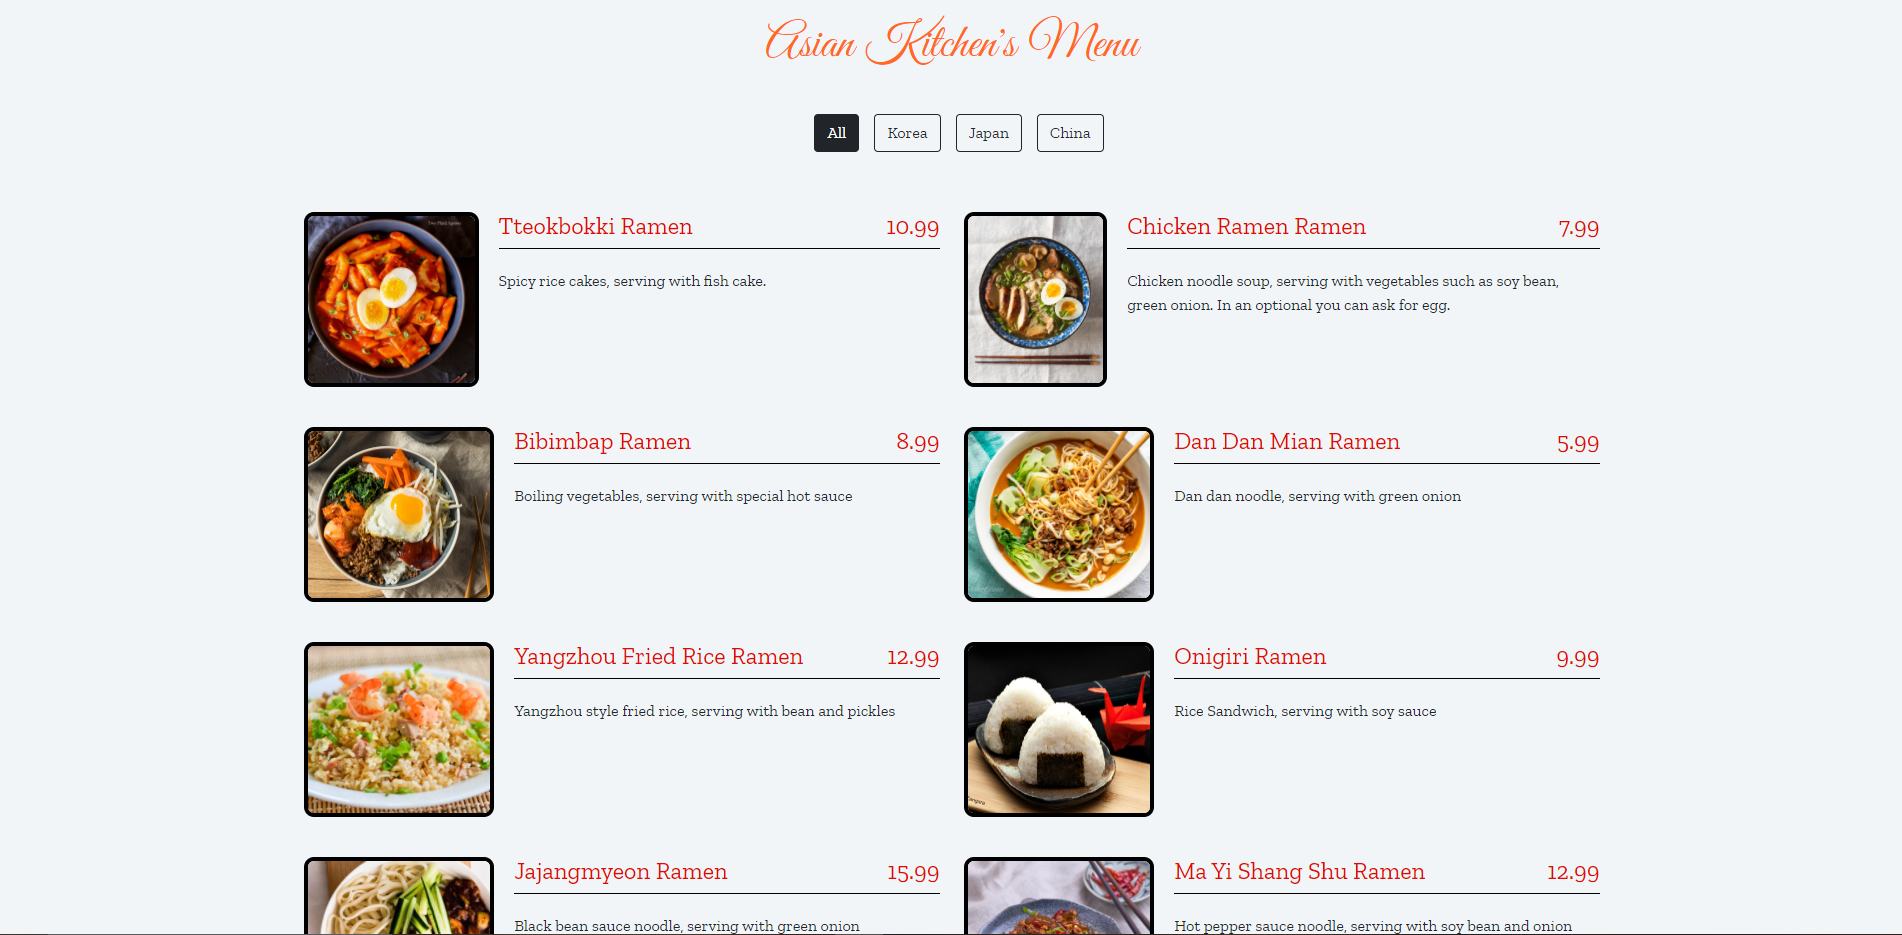 Asian Kitchen's Menu
All
Korea
Japan
China
Tteokbokki Ramen 10.99
Spicy rice cakes, serving with fish cake.
Chicken Ramen Ramen 7.99
Chicken noodle soup, serving with vegetables such as soy bean,
green onion. In an optional you can ask for egg.
Bibimbap Ramen 8.99
Boiling vegetables, serving with special hot sauce
Dan Dan Mian Ramen 5.99
Dan dan noodle, serving with green onion
Yangzhou Fried Rice Ramen 12.99
Yangzhou style fried rice, serving with bean and pickles
Onigiri Ramen 9.99
Rice Sandwich, serving with soy sauce
Jajangmyeon Ramen 15.99
Black bean sauce noodle, serving with green onion
Ma Yi Shang Shu Ramen 12.99
Hot pepper sauce noodle, serving with soy bean and onion